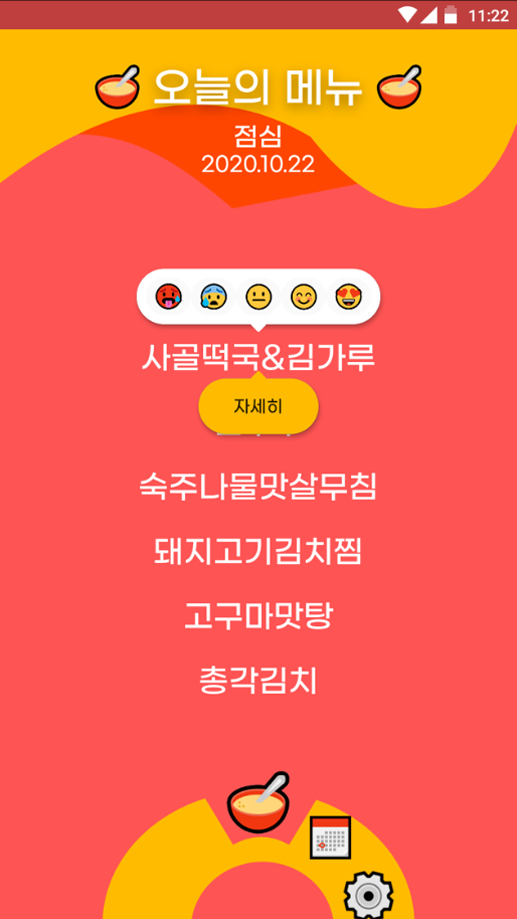 11:22
오늘의 메뉴
점심
2020.10.22
사골떡국&김가루
자세히
숙주나물맛살무침
돼지고기김치찜
고구마맛탕
총각김치